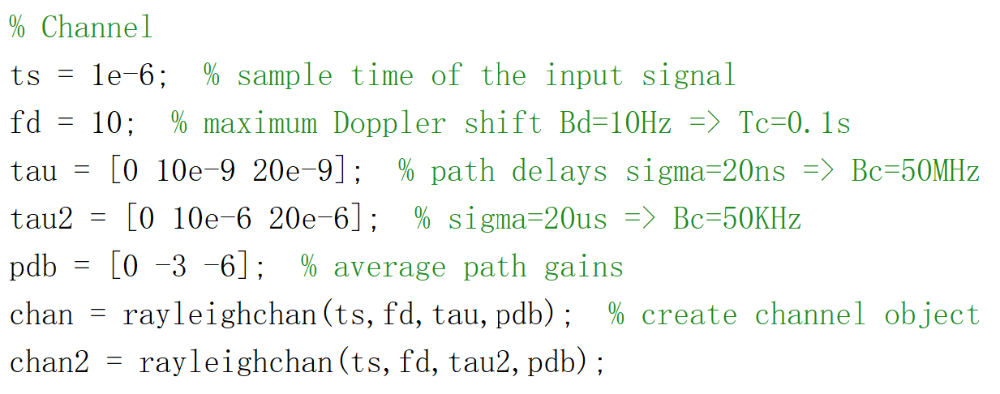 % Channel
ts = 1e-6;  % sample time of the input signal
fd = 10;  % maximum Doppler shift Bd=10Hz => Tc=0.1s
tau = [0 10e-9 20e-9];  % path delays sigma=20ns => Bc=50MHz
tau2 = [0 10e-6 20e-6];  % sigma=20us => Bc=50KHz
pdb = [0 -3 -6];  % average path gains
chan = rayleighchan(ts,fd,tau,pdb);  % create channel object
chan2 = rayleighchan(ts,fd,tau2,pdb);